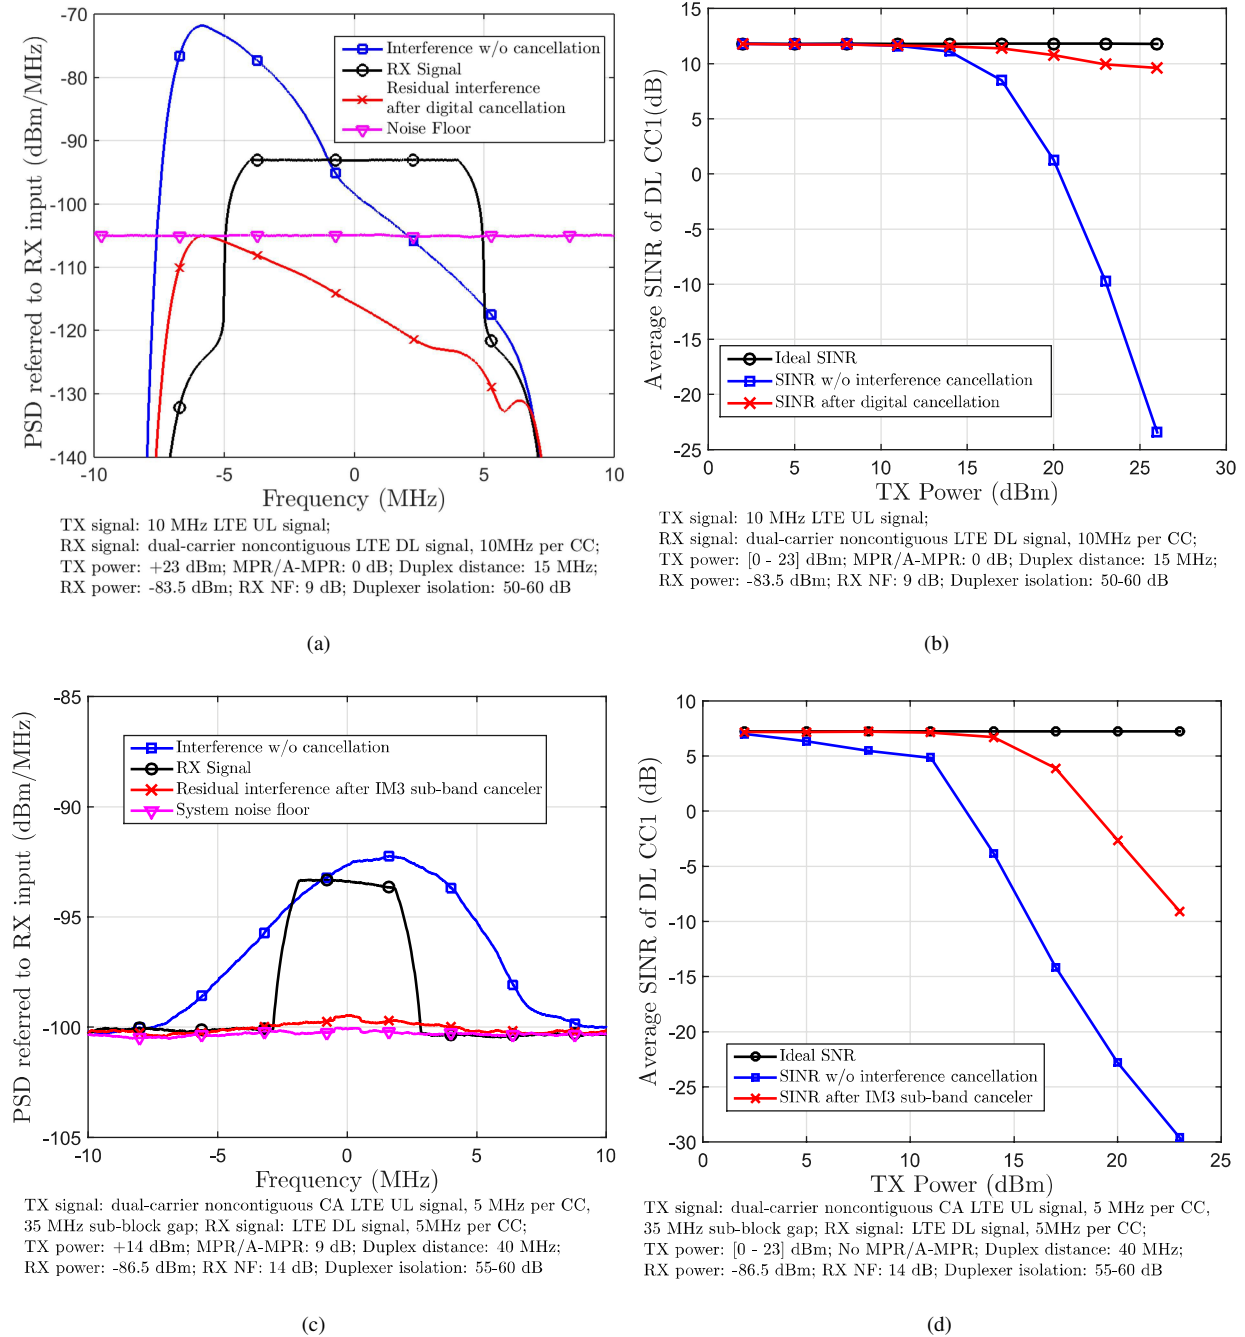 -70
-75
-80
-85
-90
-95
-100
-105
-110
-115
-120
-125
-130
-135
-140
-10
-5
0
5
10
PSD referred to RX input (dBm/MHz)
Frequency (MHz)
Interference w/o cancellation
RX Signal
Residual interference
after digital cancellation
Noise Floor
TX signal: 10 MHz LTE UL signal;
RX signal: dual-carrier noncontiguous LTE DL signal, 10MHz per CC;
TX power: +23 dBm; MPR/A-MPR: 0 dB; Duplex distance: 15 MHz;
RX power: -83.5 dBm; RX NF: 9 dB; Duplexer isolation: 50-60 dB
(a)
15
10
5
0
-5
-10
-15
-20
-25
0
5
10
15
20
25
30
Average SINR of DL CC1(dB)
TX Power (dBm)
Ideal SINR
SINR w/o interference cancellation
SINR after digital cancellation
TX signal: 10 MHz LTE UL signal;
RX signal: dual-carrier noncontiguous LTE DL signal, 10MHz per CC;
TX power: [0 - 23] dBm; MPR/A-MPR: 0 dB; Duplex distance: 15 MHz;
RX power: -83.5 dBm; RX NF: 9 dB; Duplexer isolation: 50-60 dB
(b)
-85
-90
-95
-100
-105
-10
-5
0
5
10
PSD referred to RX input (dBm/MHz)
Frequency (MHz)
Interference w/o cancellation
RX Signal
Residual interference after IM3 sub-band canceler
System noise floor
TX signal: dual-carrier noncontiguous CA LTE UL signal, 5 MHz per CC,
35 MHz sub-block gap; RX signal: LTE DL signal, 5MHz per CC;
TX power: +14 dBm; MPR/A-MPR: 9 dB; Duplex distance: 40 MHz;
RX power: -86.5 dBm; RX NF: 14 dB; Duplexer isolation: 55-60 dB
(c)
10
5
0
-5
-10
-15
-20
-25
-30
0
5
10
15
20
25
Average SINR of DL CC1 (dB)
TX Power (dBm)
Ideal SNR
SINR w/o interference cancellation
SINR after IM3 sub-band canceler
TX signal: dual-carrier noncontiguous CA LTE UL signal, 5 MHz per CC,
35 MHz sub-block gap; RX signal: LTE DL signal, 5MHz per CC;
TX power: [0 - 23] dBm; No MPR/A-MPR; Duplex distance: 40 MHz;
RX power: -86.5 dBm; RX NF: 14 dB; Duplexer isolation: 55-60 dB
(d)